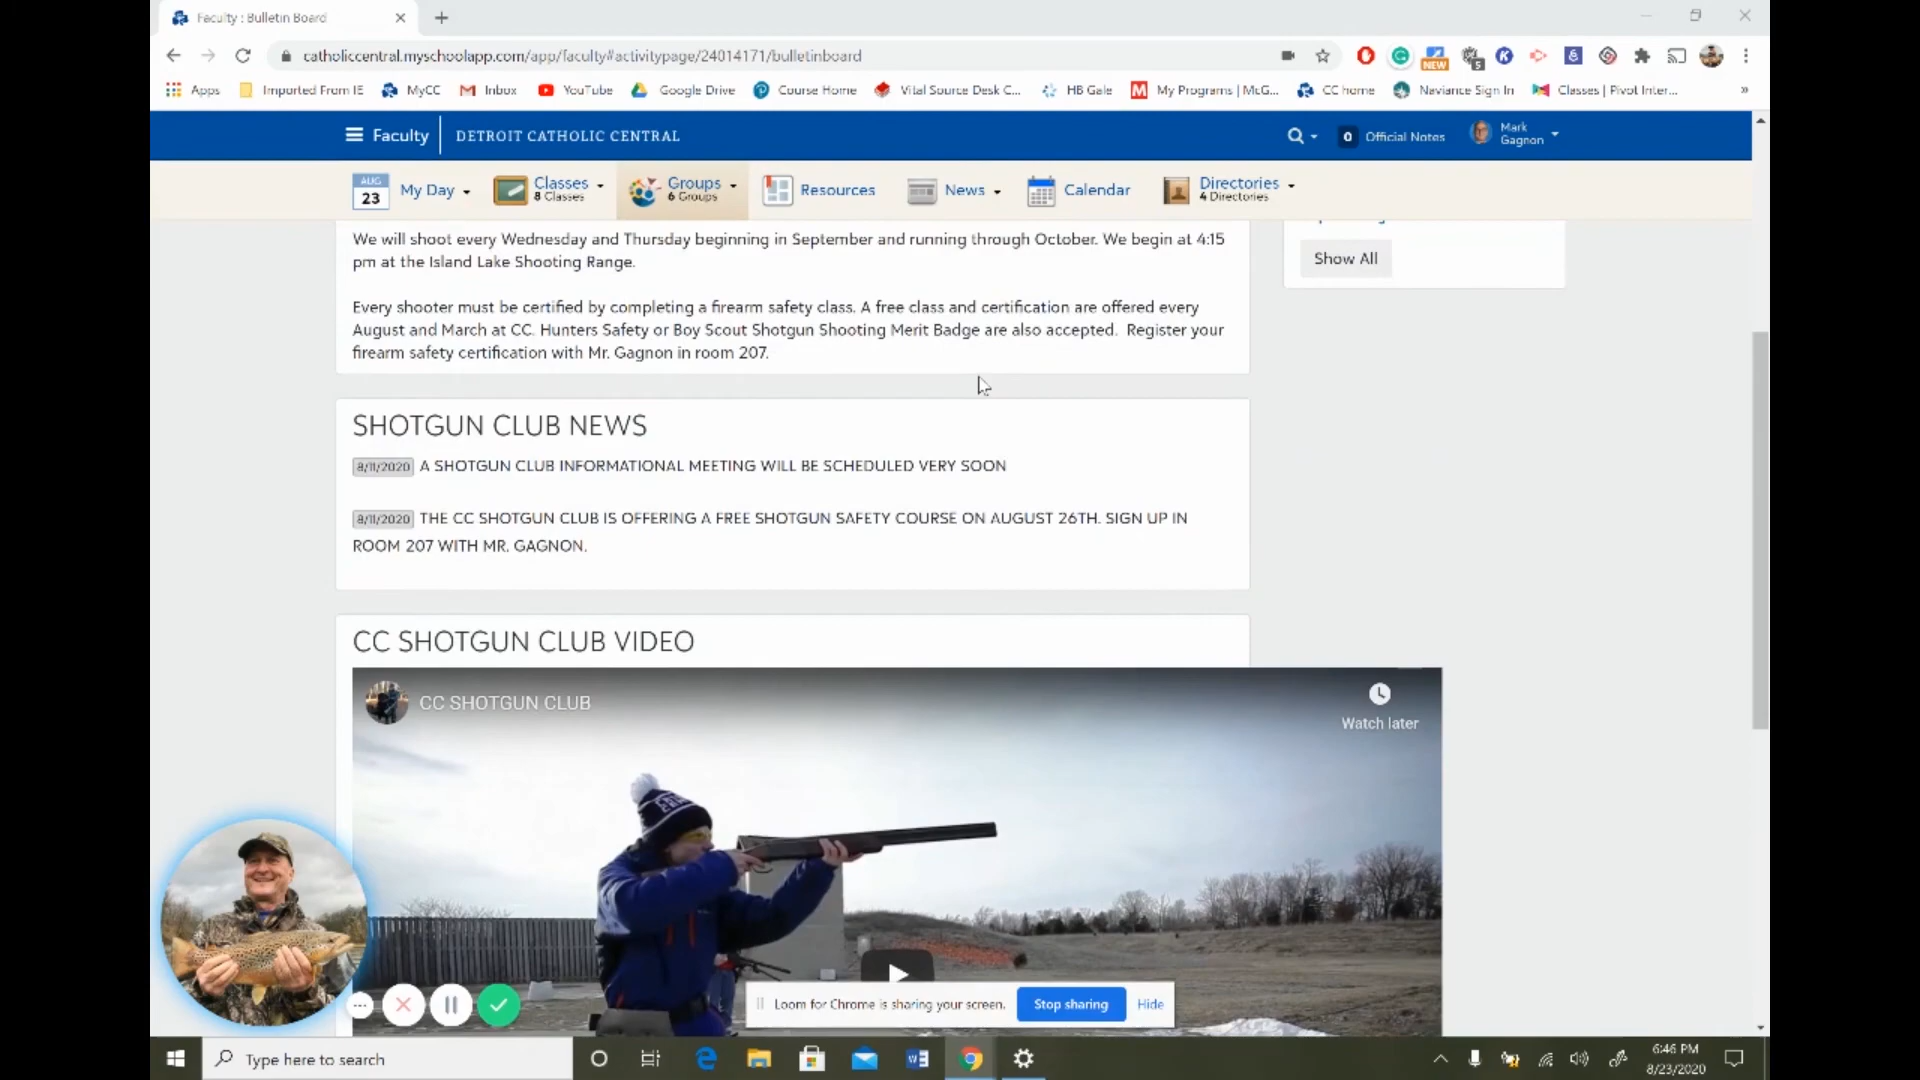 Faculty : Bulletin Board
catholiccentral.myschoolapp.com/app/faculty#activitypage/24014171/bulletinboard
NEW
5
Apps Imported From IE MyCC Inbox YouTube Google Drive Course Home Vital Source Desk C... HB Gale My Programs | McG... CC home Naviance Sign In Classes | Pivot Inter... »
Faculty DETROIT CATHOLIC CENTRAL 0 Official Notes Mark Gagnon
AUG 23 My Day Classes 8 Classes Groups 6 Groups Resources News Calendar Directories 4 Directories
We will shoot every Wednesday and Thursday beginning in September and running through October. We begin at 4:15
pm at the Island Lake Shooting Range.
Show All
Every shooter must be certified by completing a firearm safety class. A free class and certification are offered every
August and March at CC. Hunters Safety or Boy Scout Shotgun Shooting Merit Badge are also accepted. Register your
firearm safety certification with Mr. Gagnon in room 207.
SHOTGUN CLUB NEWS
8/11/2020 A SHOTGUN CLUB INFORMATIONAL MEETING WILL BE SCHEDULED VERY SOON
8/11/2020 THE CC SHOTGUN CLUB IS OFFERING A FREE SHOTGUN SAFETY COURSE ON AUGUST 26TH. SIGN UP IN
ROOM 207 WITH MR. GAGNON.
CC SHOTGUN CLUB VIDEO
CC SHOTGUN CLUB
Watch later
Loom for Chrome is sharing your screen. Stop sharing Hide
Type here to search
6:46 PM
8/23/2020